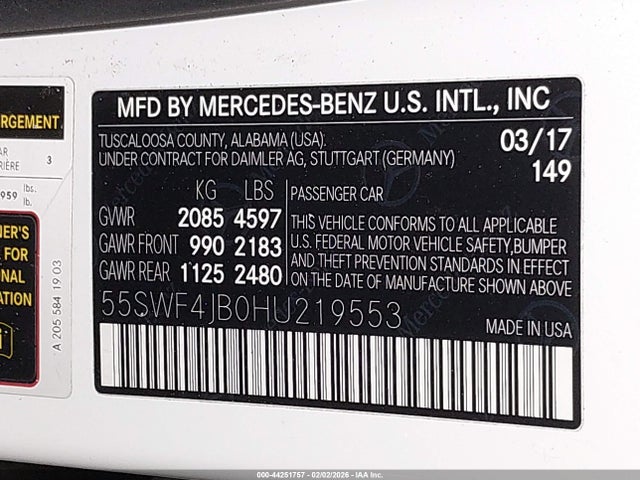 MFD BY MERCEDES-BENZ U.S. INTL., INC
TUSCALOOSA COUNTY, ALABAMA (USA).
UNDER CONTRACT FOR DAIMLER AG, STUTTGART (GERMANY)
03/17
149
KG LBS
GVWR 2085 4597
GAWR FRONT 990 2183
GAWR REAR 1125 2480
PASSENGER CAR
THIS VEHICLE CONFORMS TO ALL APPLICABLE
U.S. FEDERAL MOTOR VEHICLE SAFETY,BUMPER
AND THEFT PREVENTION STANDARDS IN EFFECT
ON THE DATE OF MANUFACTURE SHOWN ABOVE
55SWF4JB0HU219553
MADE IN USA
RGEMENT
AR
IÈRE 3
959 lbs.
lb.
NER'S
FOR
NAL
ATION
A 205 584 19 03
000-44251757 - 02/02/2026 - IAA Inc.